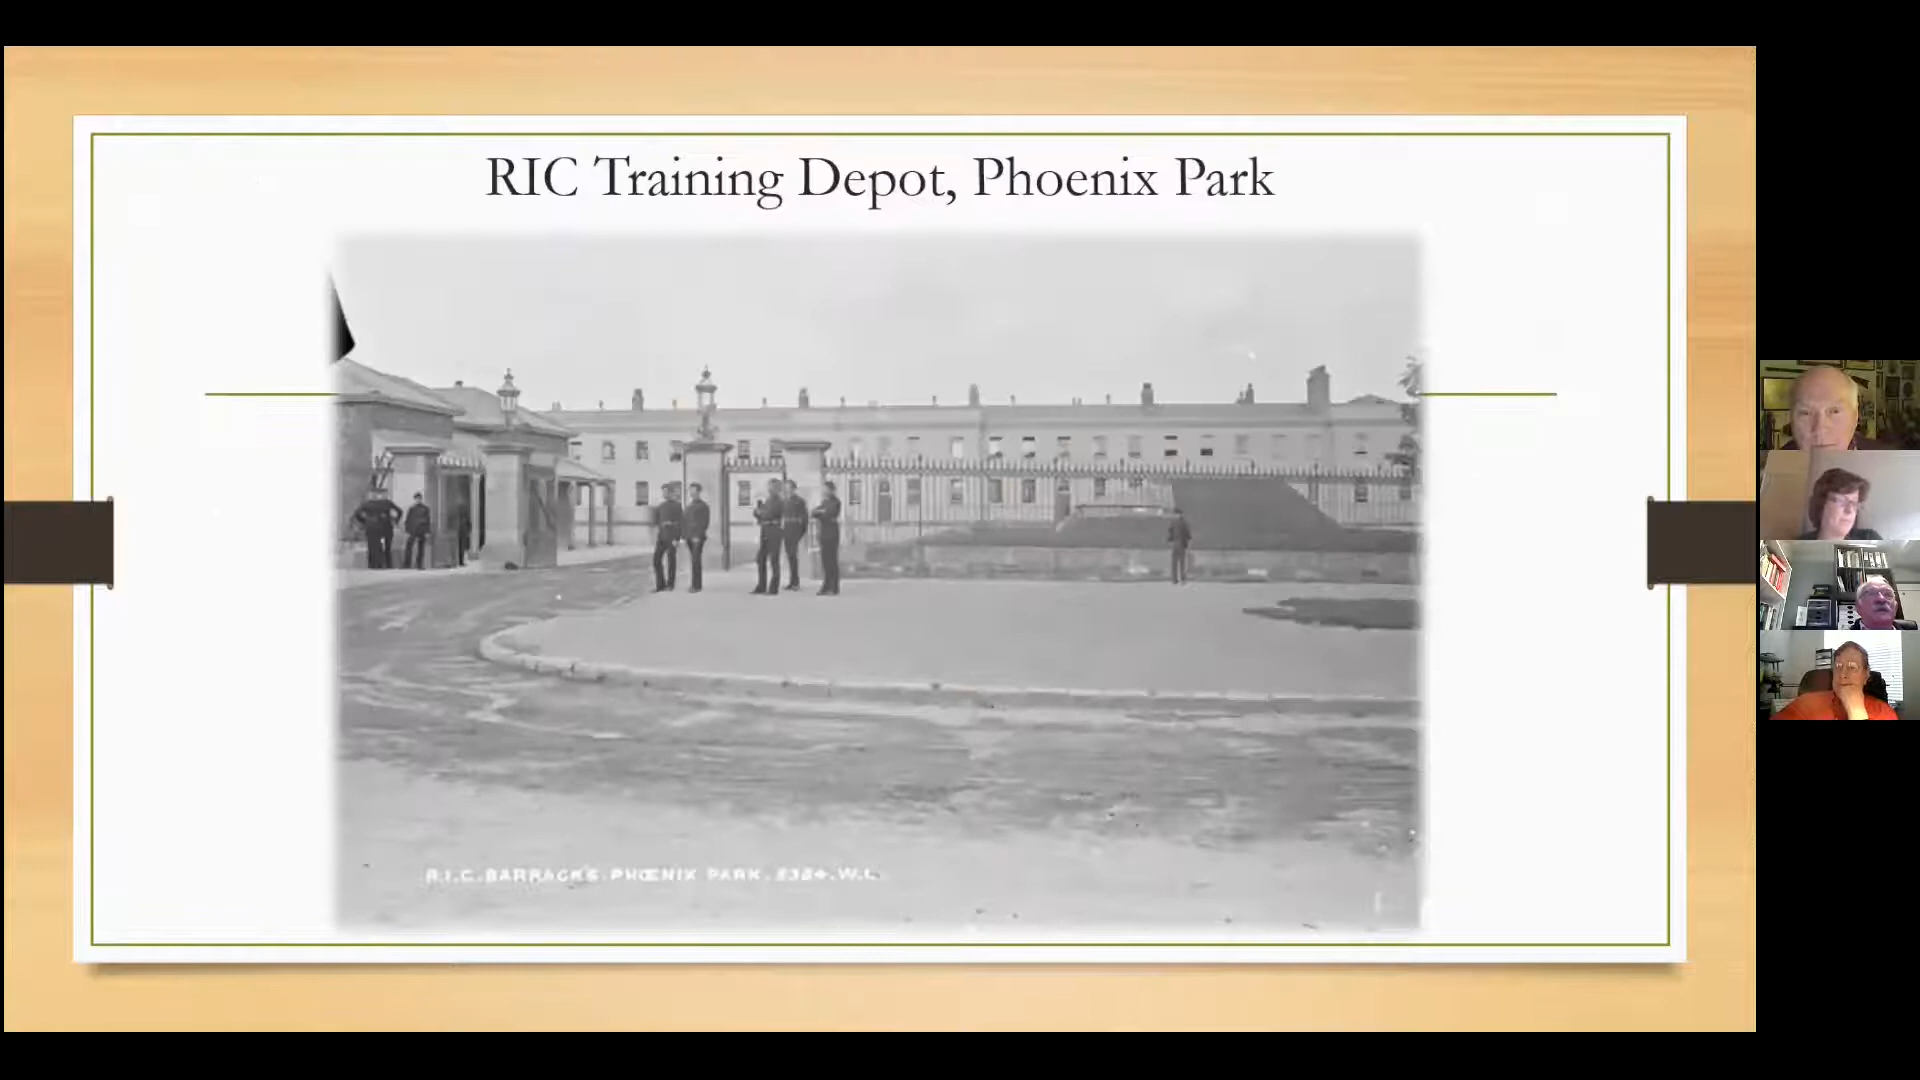 RIC Training Depot, Phoenix Park
R.I.C. BARRACKS. PHŒNIX PARK. 2324. W.L.